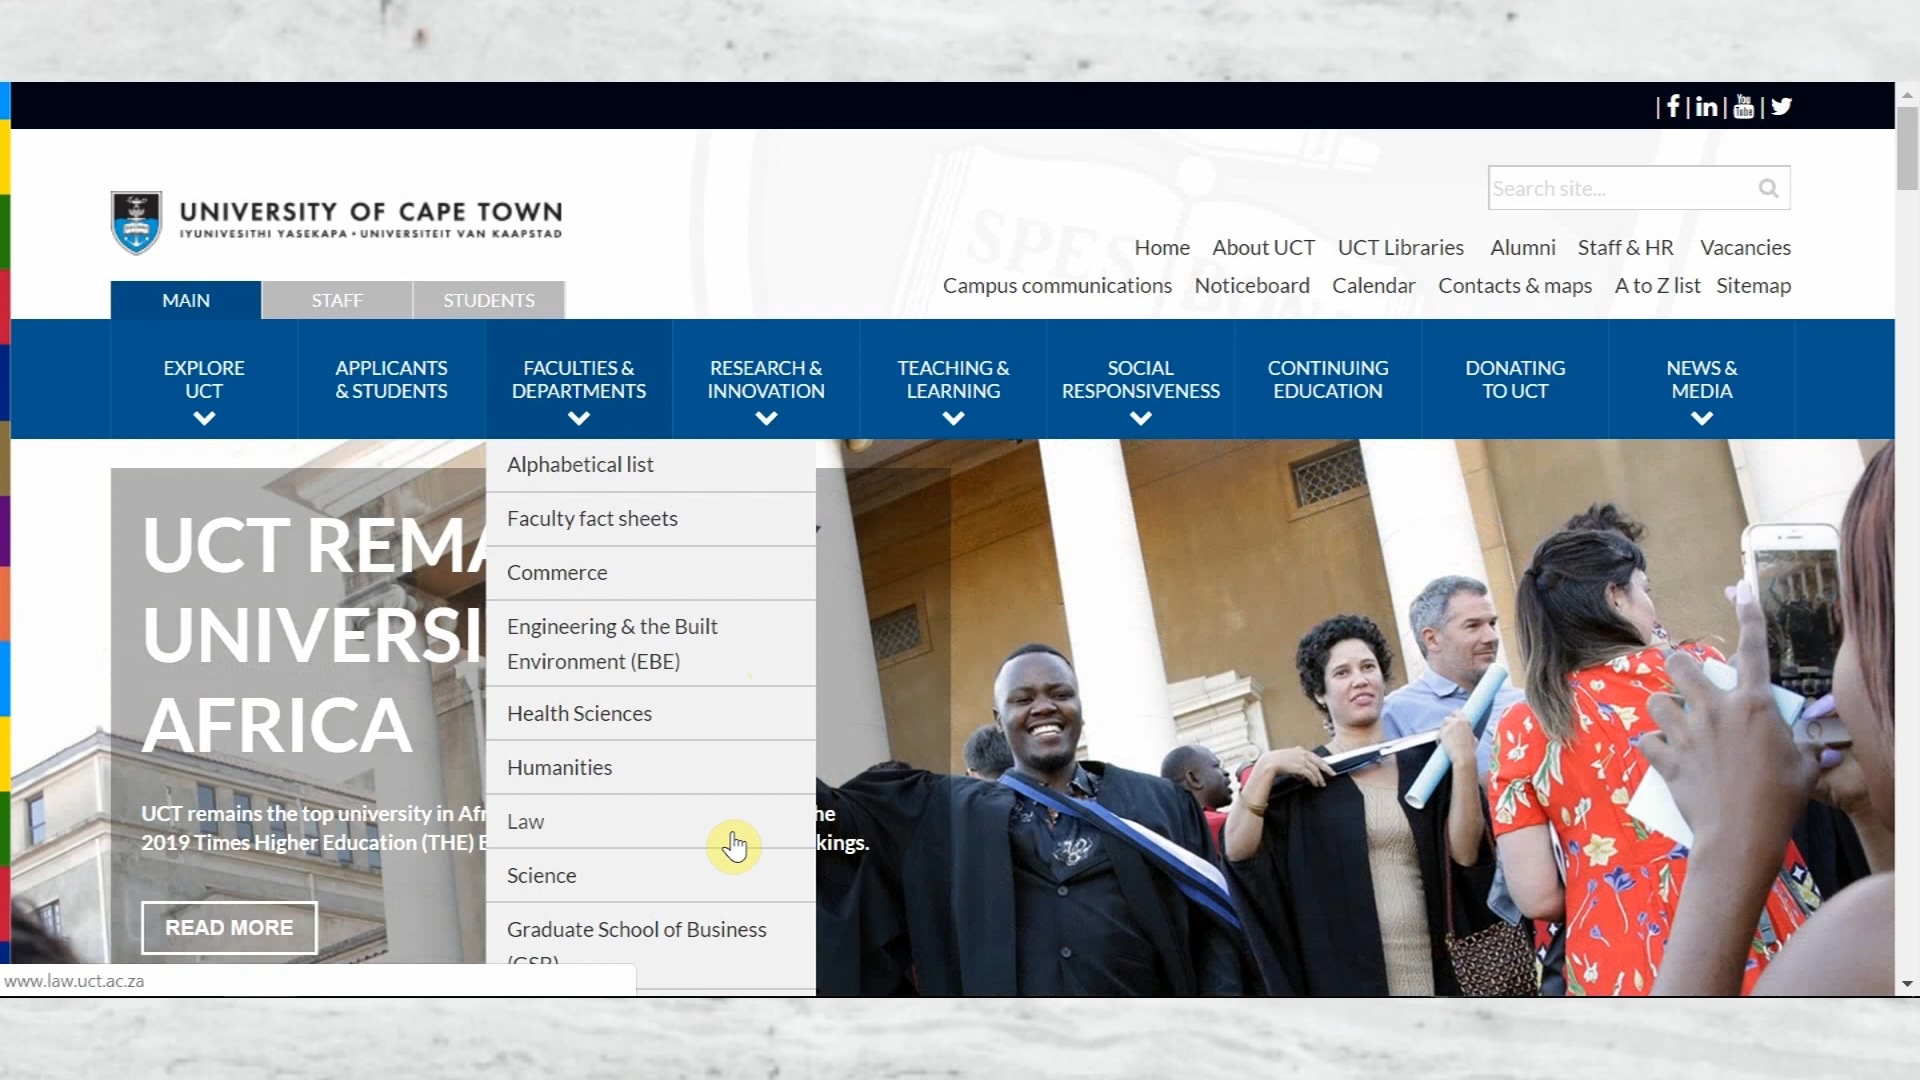 You
Tube
Search site...
UNIVERSITY OF CAPE TOWN
IYUNIVESITHI YASEKAPA • UNIVERSITEIT VAN KAAPSTAD
SPES
Home About UCT UCT Libraries Alumni Staff & HR Vacancies
Campus communications Noticeboard Calendar Contacts & maps A to Z list Sitemap
MAIN STAFF STUDENTS
EXPLORE
UCT
APPLICANTS
& STUDENTS
FACULTIES &
DEPARTMENTS
RESEARCH &
INNOVATION
TEACHING &
LEARNING
SOCIAL
RESPONSIVENESS
CONTINUING
EDUCATION
DONATING
TO UCT
NEWS &
MEDIA
Alphabetical list
Faculty fact sheets
Commerce
Engineering & the Built
Environment (EBE)
Health Sciences
Humanities
Law
Science
Graduate School of Business
(GSB)
UCT REMA
UNIVERSI
AFRICA
UCT remains the top university in Afr he
2019 Times Higher Education (THE) E kings.
READ MORE
www.law.uct.ac.za